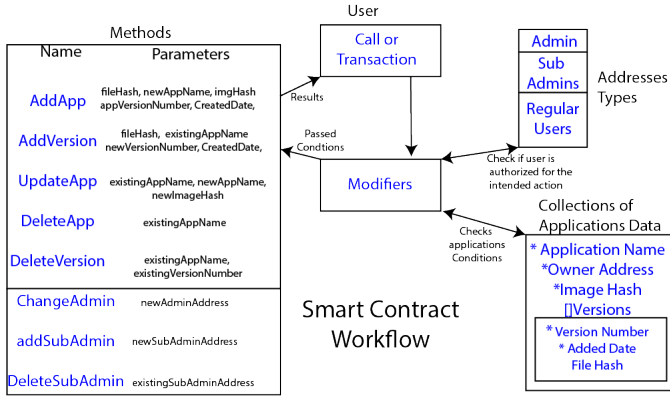 User
Methods
Name
Parameters
AddApp
fileHash, newAppName, imgHash
appVersionNumber, CreatedDate,
AddVersion
fileHash, existingAppName
newVersionNumber, CreatedDate,
UpdateApp
existingAppName, newAppName,
newImageHash
DeleteApp
existingAppName
DeleteVersion
existingAppName,
existingVersionNumber
ChangeAdmin
newAdminAddress
addSubAdmin
newSubAdminAddress
DeleteSubAdmin
existingSubAdminAddress
Call or
Transaction
Results
Passed
Conditions
Modifiers
Admin
Sub
Admins
Regular
Users
Addresses
Types
Check if user is
authorized for the
intended action
Checks
applications
Conditions
Collections of
Applications Data
* Application Name
*Owner Address
*Image Hash
[]Versions
* Version Number
* Added Date
File Hash
Smart Contract
Workflow